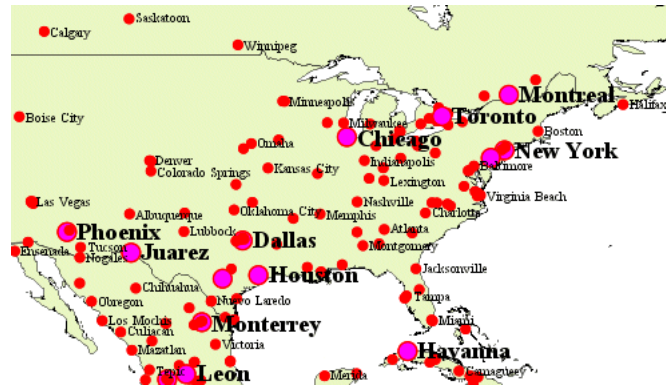 Saskatoon
Calgary
Winnipeg
Minneapolis
Montreal
Halifax
Boise City
Milwaukee
Toronto
Chicago
Boston
Omaha
New York
Denver
Indianapolis
Baltimore
Colorado Springs
Kansas City
Lexington
Las Vegas
Nashville
Virginia Beach
Albuquerque
Oklahoma City
Memphis
Charlotte
Phoenix
Lubbock
Atlanta
Ensenada
Tucson
Dallas
Montgomery
Nogales
Juarez
Jacksonville
Houston
Chihuahua
Obregon
Nuevo Laredo
Tampa
Los Mochis
Monterrey
Miami
Culiacan
Mazatlan
Victoria
Havanna
Tepic
Leon
Merida
Camaguey